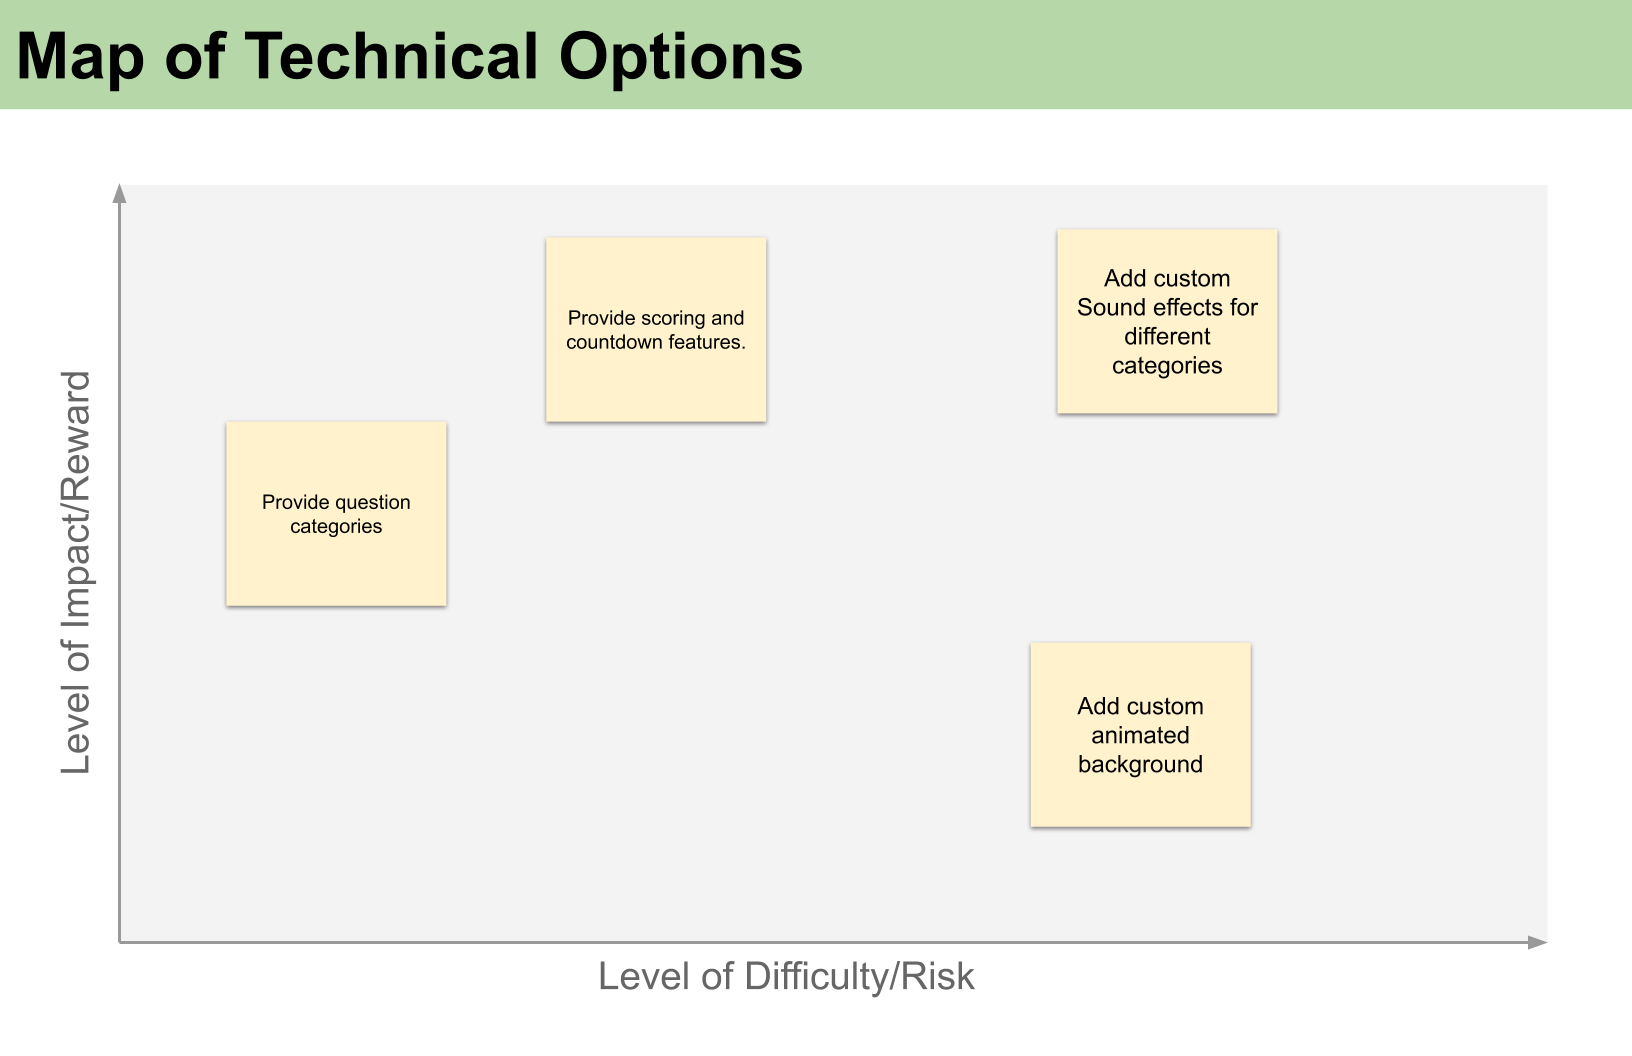 Map of Technical Options
Level of Impact/Reward
Provide scoring and
countdown features.
Add custom
Sound effects for
different
categories
Provide question
categories
Add custom
animated
background
Level of Difficulty/Risk